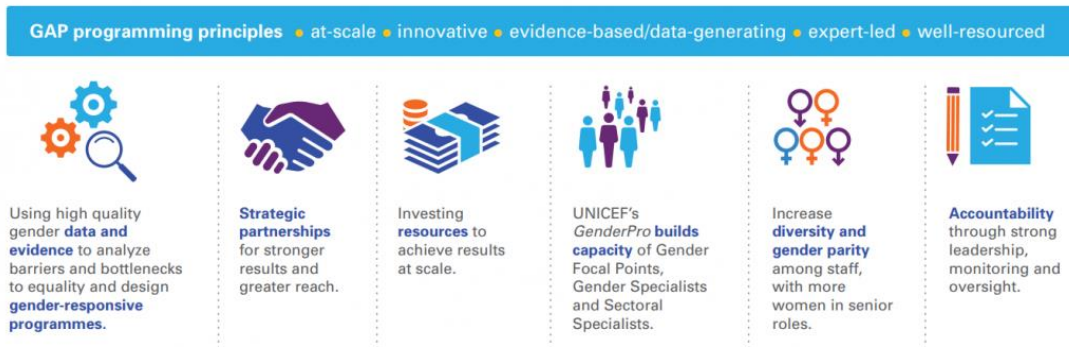 GAP programming principles • at-scale • innovative • evidence-based/data-generating • expert-led • well-resourced
Using high quality
gender data and
evidence to analyze
barriers and bottlenecks
to equality and design
gender-responsive
programmes.
Strategic
partnerships
for stronger
results and
greater reach.
Investing
resources to
achieve results
at scale.
UNICEF’s
GenderPro builds
capacity of Gender
Focal Points,
Gender Specialists
and Sectoral
Specialists.
Increase
diversity and
gender parity
among staff,
with more
women in senior
roles.
Accountability
through strong
leadership,
monitoring and
oversight.